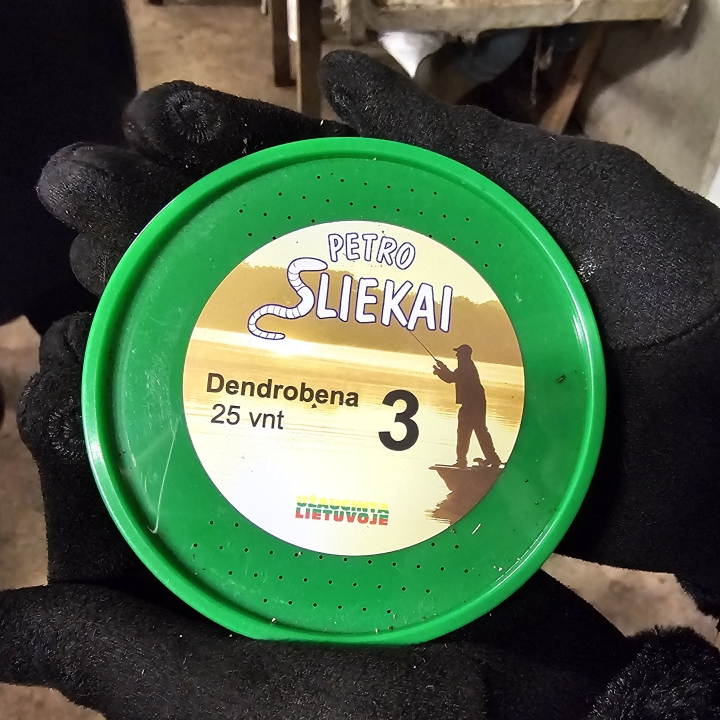 PETRO
SLIEKAI
Dendrobena
25 vnt
3
UŽAUGINTA
LIETUVOJE